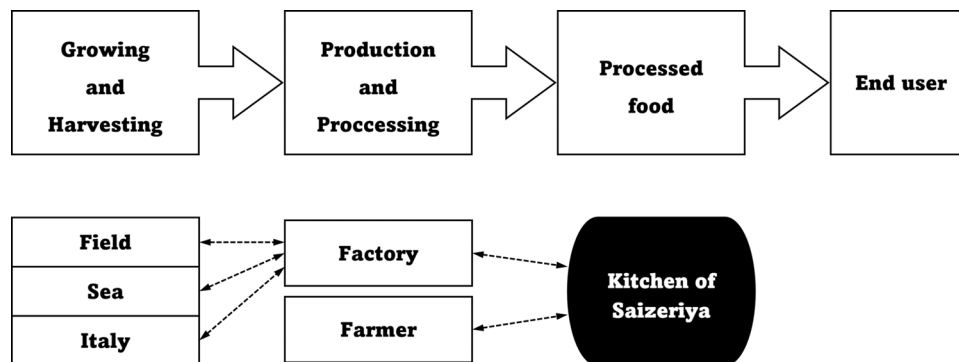 Growing
and
Harvesting
Production
and
Proccessing
Processed
food
End user
Field
Sea
Italy
Factory
Farmer
Kitchen of
Saizeriya